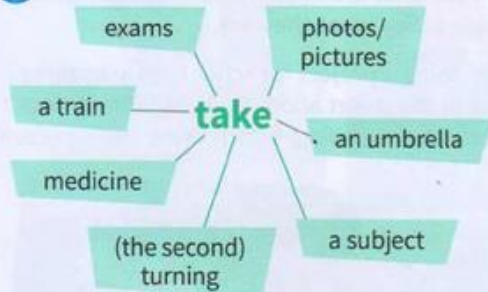 exams
photos/
pictures
a train
take
an umbrella
medicine
(the second)
turning
a subject